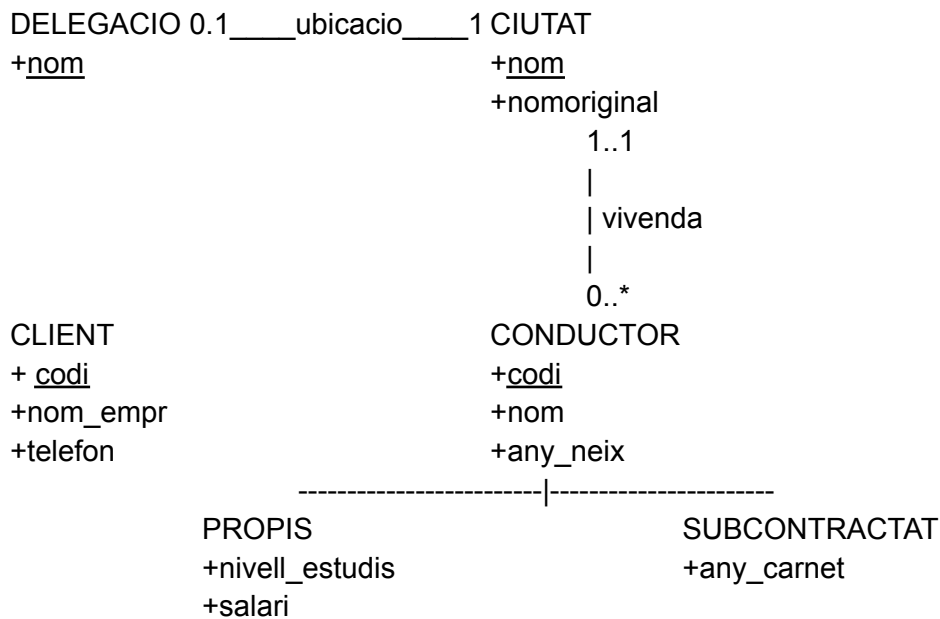 DELEGACIO 0.1____ubicacio____1 CIUTAT
+nom +nom
+nomoriginal
1..1
|
| vivenda
|
0..*
CLIENT CONDUCTOR
+ codi +codi
+nom_empr +nom
+telefon +any_neix
-------------------------|-----------------------
PROPIS SUBCONTRACTAT
+nivell_estudis +any_carnet
+salari